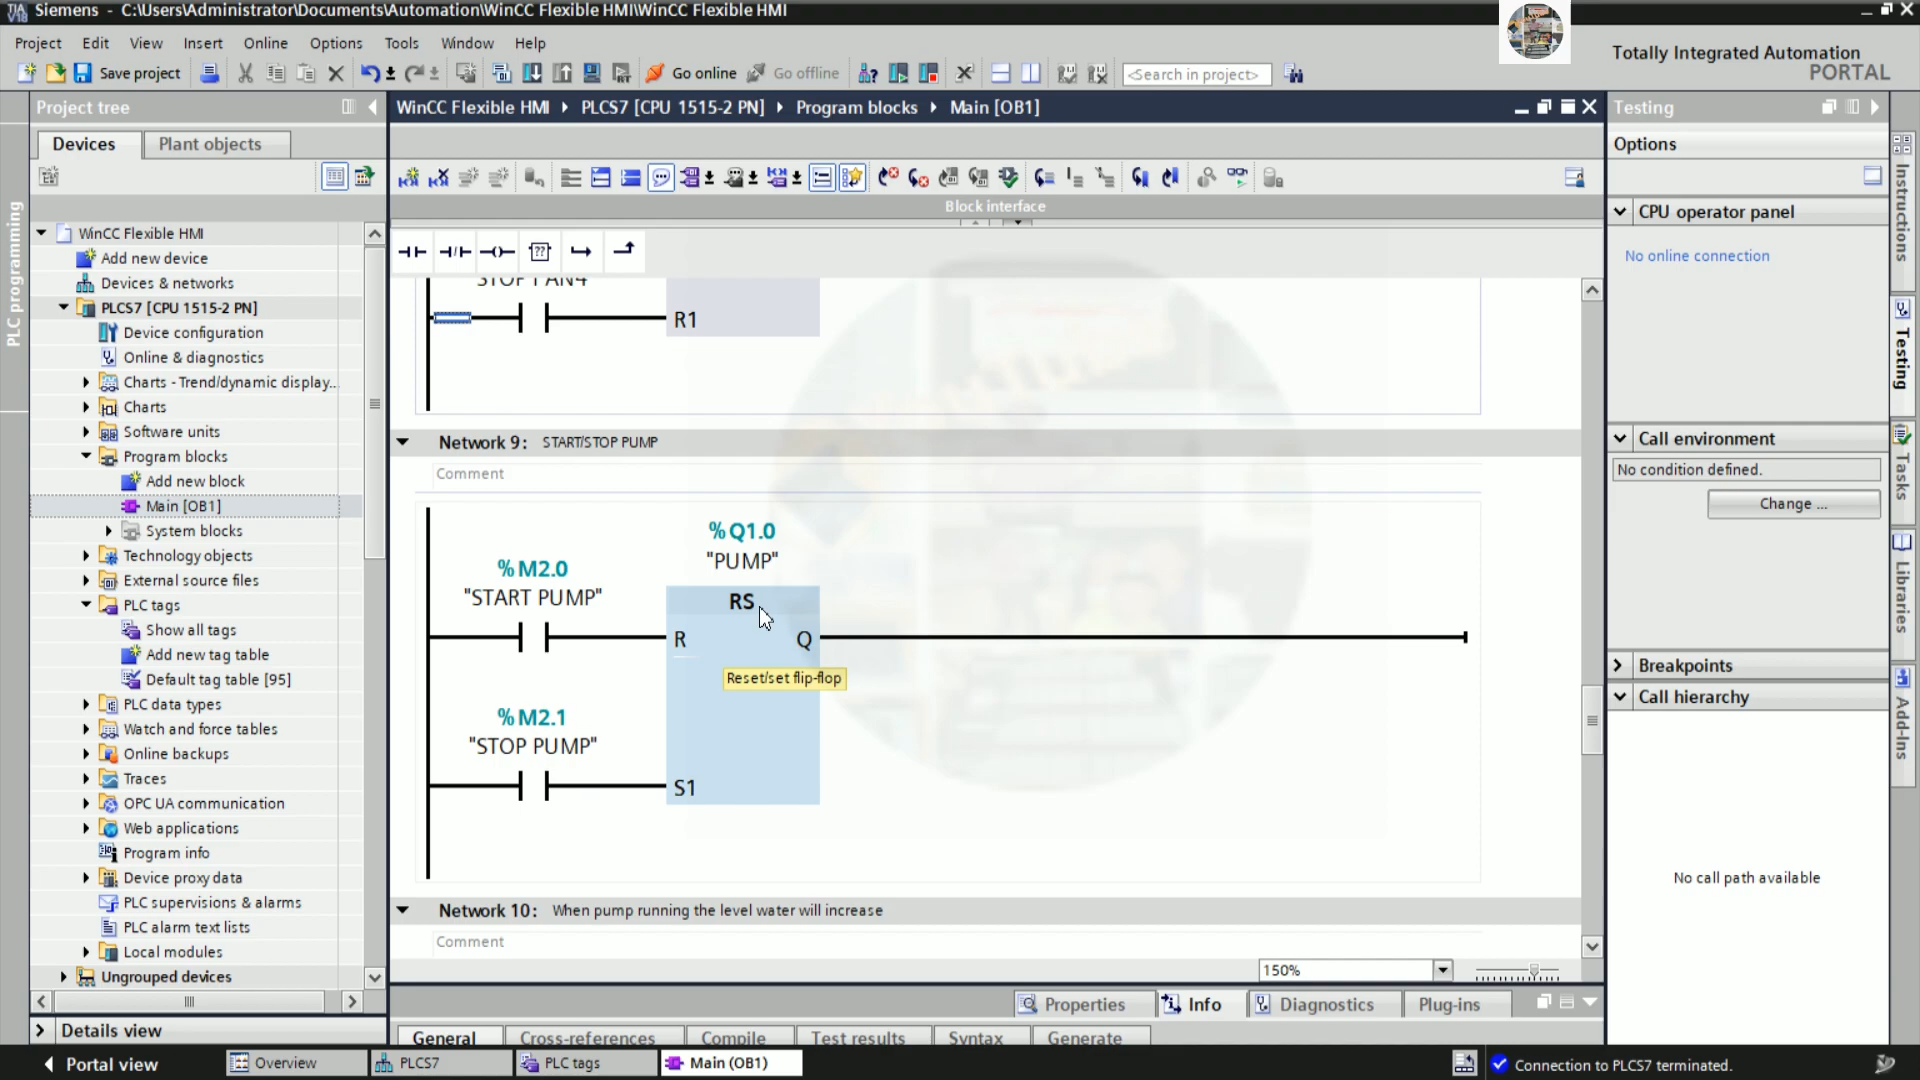 Siemens - C:\Users\Administrator\Documents\Automation\WinCC Flexible HMI\WinCC Flexible HMI
Project Edit View Insert Online Options Tools Window Help
Totally Integrated Automation
PORTAL
Save project
Go online
Go offline
<Search in project>
Project tree
WinCC Flexible HMI PLCS7 [CPU 1515-2 PN] Program blocks Main [OB1]
Testing
Devices
Plant objects
Options
Block interface
CPU operator panel
No online connection
Call environment
No condition defined.
Change ...
Breakpoints
Call hierarchy
No call path available
PLC programming
WinCC Flexible HMI
Add new device
Devices & networks
PLCS7 [CPU 1515-2 PN]
Device configuration
Online & diagnostics
Charts - Trend/dynamic display...
Charts
Software units
Program blocks
Add new block
Main [OB1]
System blocks
Technology objects
External source files
PLC tags
Show all tags
Add new tag table
Default tag table [95]
PLC data types
Watch and force tables
Online backups
Traces
OPC UA communication
Web applications
Program info
Device proxy data
PLC supervisions & alarms
PLC alarm text lists
Local modules
Ungrouped devices
Details view
??
STOP FAN4
R1
Network 9: START/STOP PUMP
Comment
%Q1.0
"PUMP"
%M2.0
"START PUMP"
RS
R
Q
Reset/set flip-flop
%M2.1
"STOP PUMP"
S1
Network 10: When pump running the level water will increase
Comment
150%
Properties
Info
Diagnostics
Plug-ins
General
Cross-references
Compile
Test results
Syntax
Generate
Instructions
Testing
Tasks
Libraries
Add-Ins
Portal view
Overview
PLCS7
PLC tags
Main (OB1)
Connection to PLCS7 terminated.